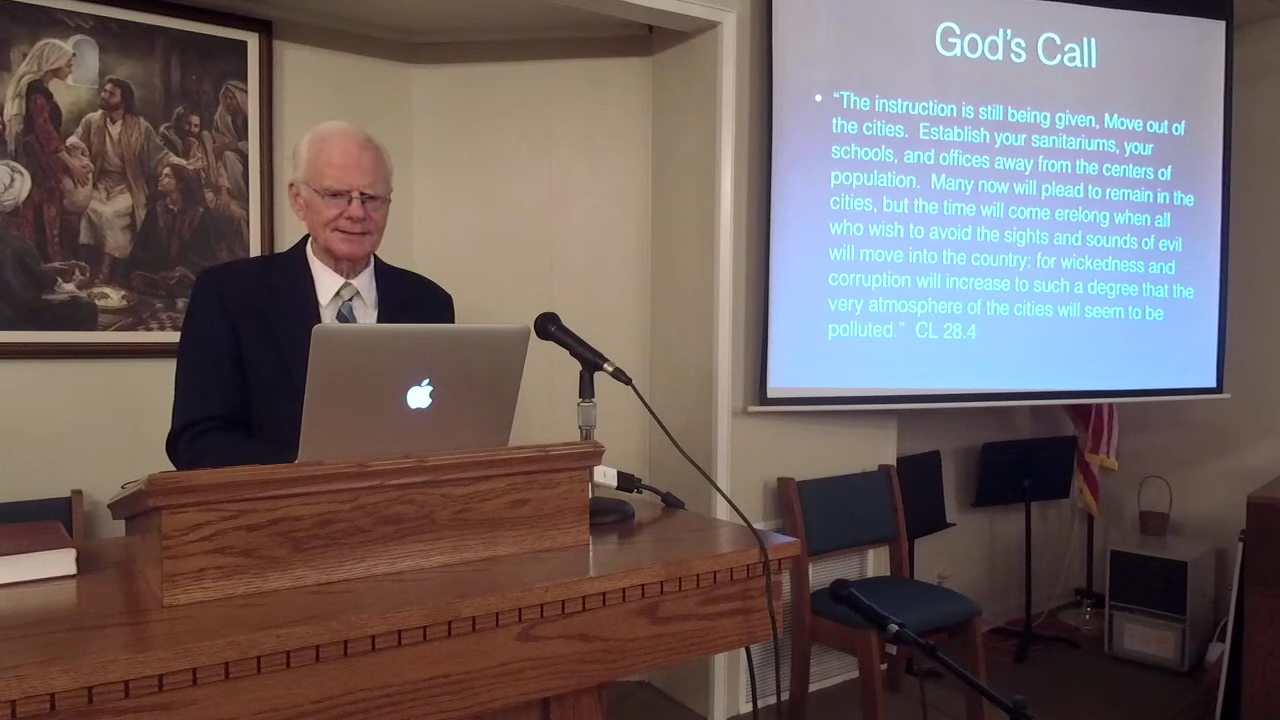 God's Call
• “The instruction is still being given, Move out of
the cities.  Establish your sanitariums, your
schools, and offices away from the centers of
population.  Many now will plead to remain in the
cities, but the time will come erelong when all
who wish to avoid the sights and sounds of evil
will move into the country; for wickedness and
corruption will increase to such a degree that the
very atmosphere of the cities will seem to be
polluted.”  CL 28.4